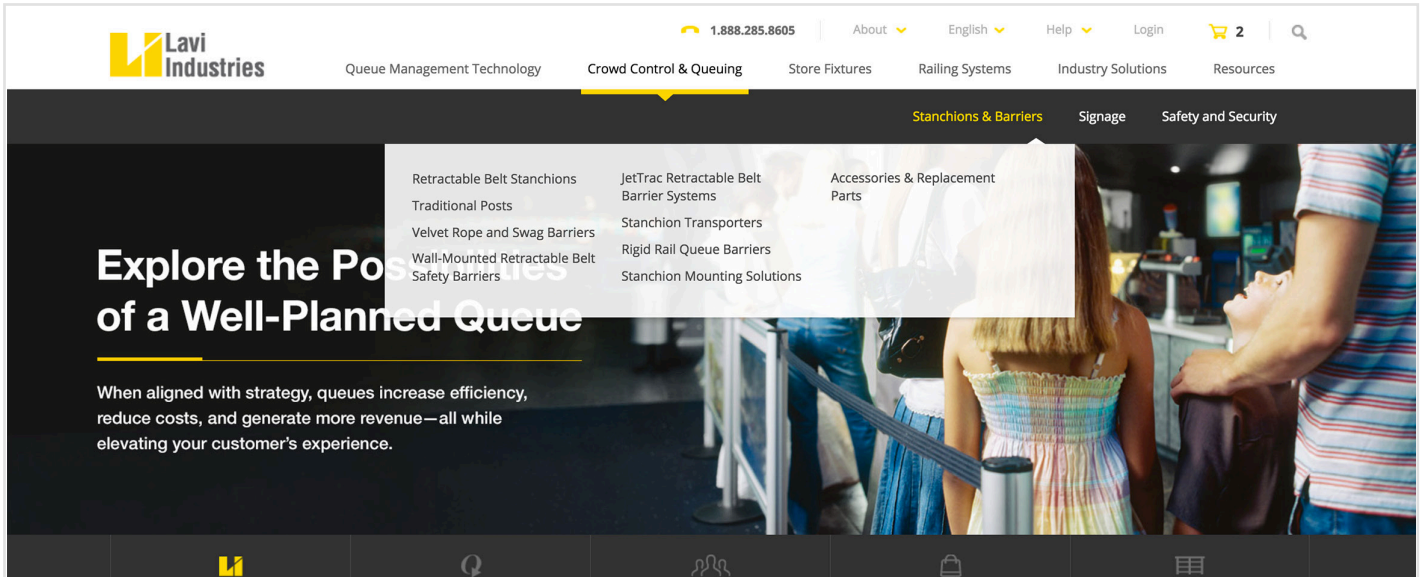 Lavi
Industries
1.888.285.8605
About
English
Help
Login
2
Queue Management Technology
Crowd Control & Queuing
Store Fixtures
Railing Systems
Industry Solutions
Resources
Stanchions & Barriers
Signage
Safety and Security
Retractable Belt Stanchions
Traditional Posts
Velvet Rope and Swag Barriers
Wall-Mounted Retractable Belt
Safety Barriers
JetTrac Retractable Belt
Barrier Systems
Stanchion Transporters
Rigid Rail Queue Barriers
Stanchion Mounting Solutions
Accessories & Replacement
Parts
Explore the Possibilities
of a Well-Planned Queue
When aligned with strategy, queues increase efficiency,
reduce costs, and generate more revenue—all while
elevating your customer's experience.